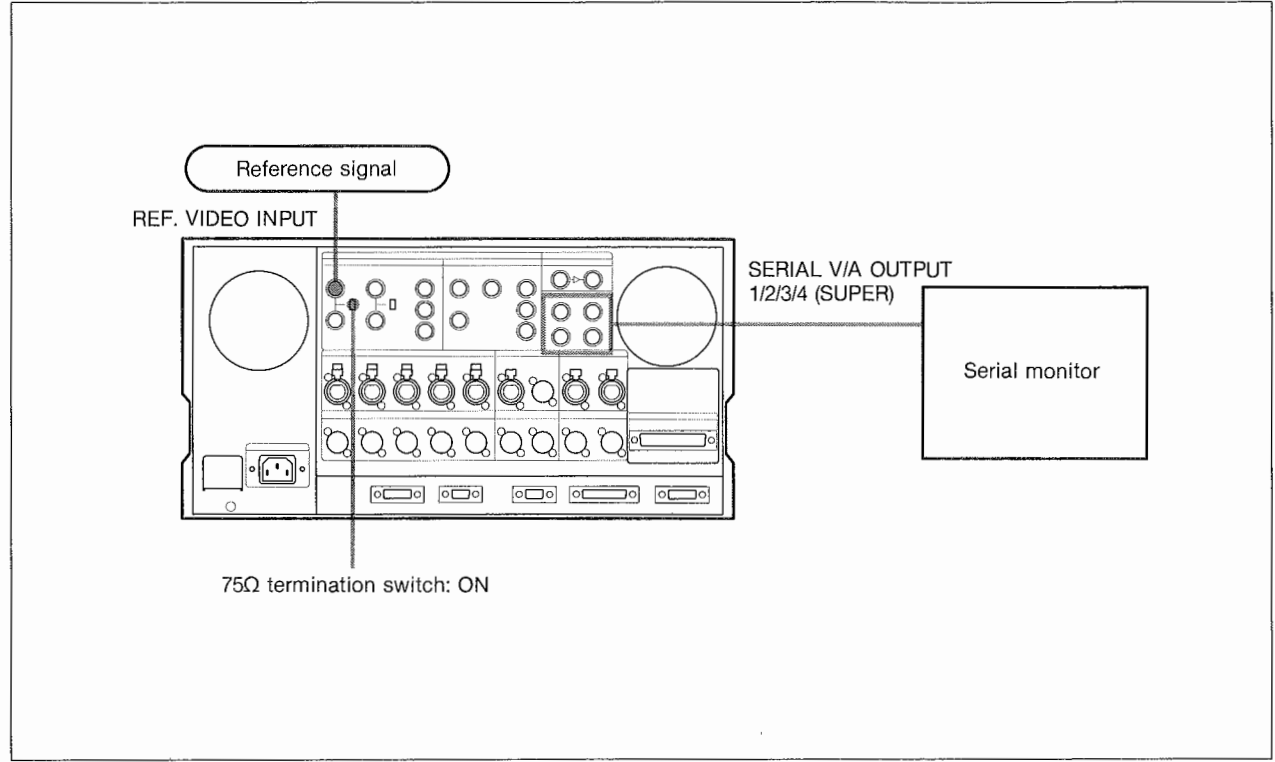 Reference signal
REF. VIDEO INPUT
SERIAL V/A OUTPUT
1/2/3/4 (SUPER)
Serial monitor
75Ω termination switch: ON